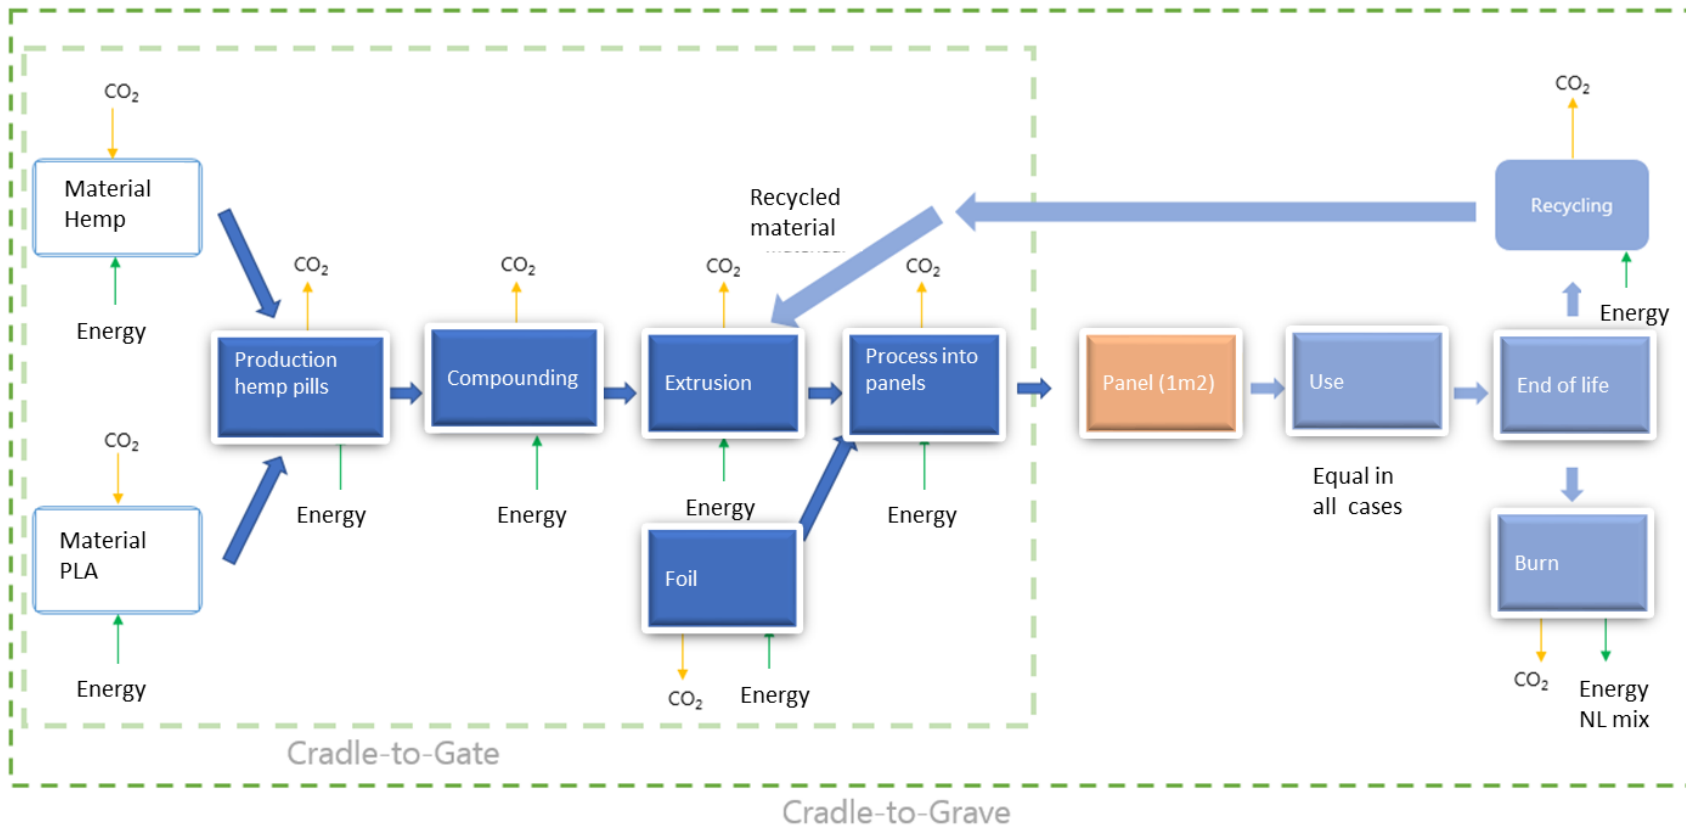 CO₂
Material
Hemp
Energy
CO₂
Material
PLA
Energy
CO₂
Production
hemp pills
Energy
CO₂
Compounding
Energy
CO₂
Extrusion
Energy
Recycled
material
CO₂
Process into
panels
Energy
Foil
CO₂
Energy
Panel (1m2)
Use
Equal in
all cases
End of life
CO₂
Recycling
Energy
Burn
CO₂
Energy
NL mix
Cradle-to-Gate
Cradle-to-Grave